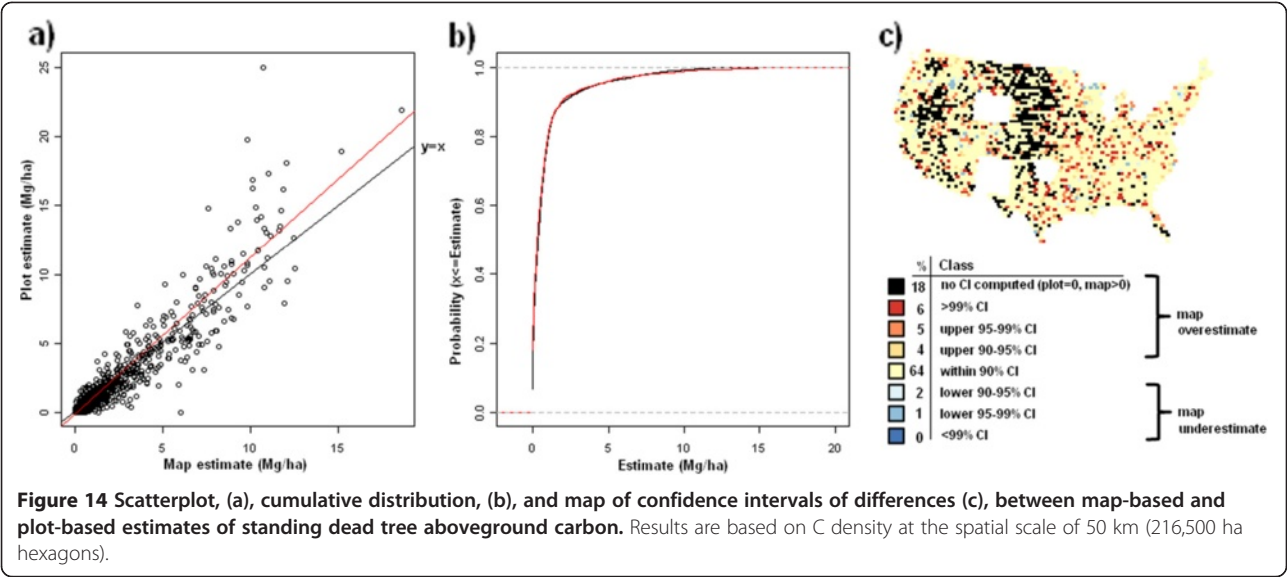 a)
Plot estimate (Mg/ha)
25
20
15
10
5
0
y=x
0 5 10 15
Map estimate (Mg/ha)
b)
Probability (x<=Estimate)
1.0
0.8
0.6
0.4
0.2
0.0
0 5 10 15 20
Estimate (Mg/ha)
c)
% Class
18 no CI computed (plot=0, map>0)
6 >99% CI
5 upper 95-99% CI
4 upper 90-95% CI
64 within 90% CI
2 lower 90-95% CI
1 lower 95-99% CI
0 <99% CI
map
overestimate
map
underestimate
Figure 14 Scatterplot, (a), cumulative distribution, (b), and map of confidence intervals of differences (c), between map-based and
plot-based estimates of standing dead tree aboveground carbon. Results are based on C density at the spatial scale of 50 km (216,500 ha
hexagons).